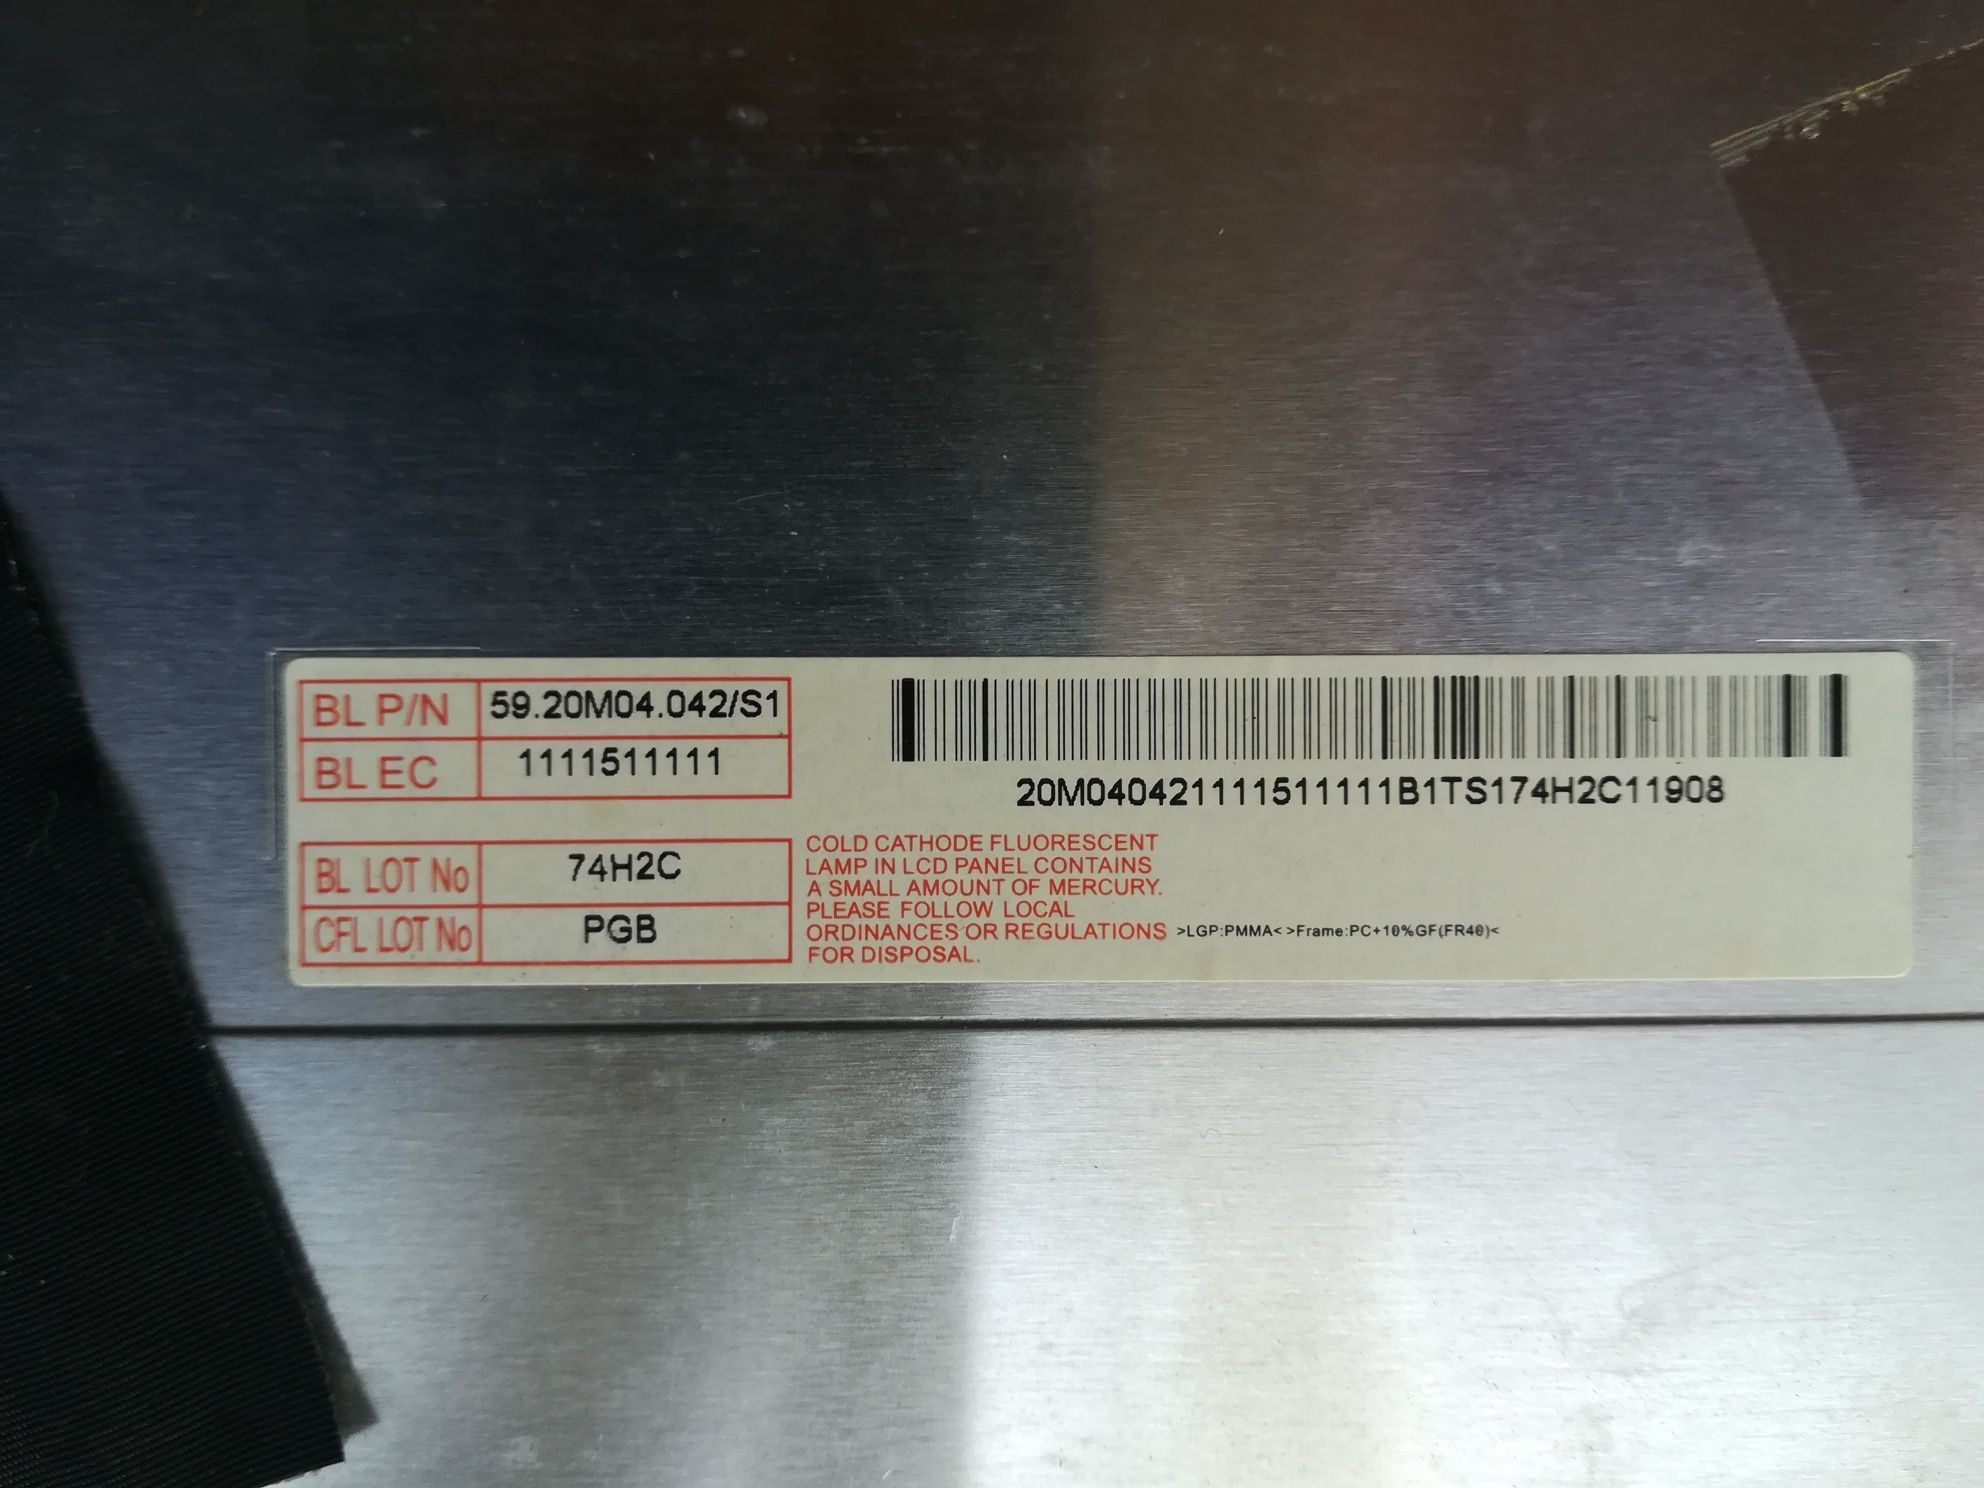 BL P/N 59.20M04.042/S1
BL EC 1111511111
20M040421111511111B1TS174H2C11908
BL LOT No 74H2C
CFL LOT No PGB
COLD CATHODE FLUORESCENT
LAMP IN LCD PANEL CONTAINS
A SMALL AMOUNT OF MERCURY.
PLEASE FOLLOW LOCAL
ORDINANCES OR REGULATIONS >LGP:PMMA< >Frame:PC+10%GF(FR40)<
FOR DISPOSAL.